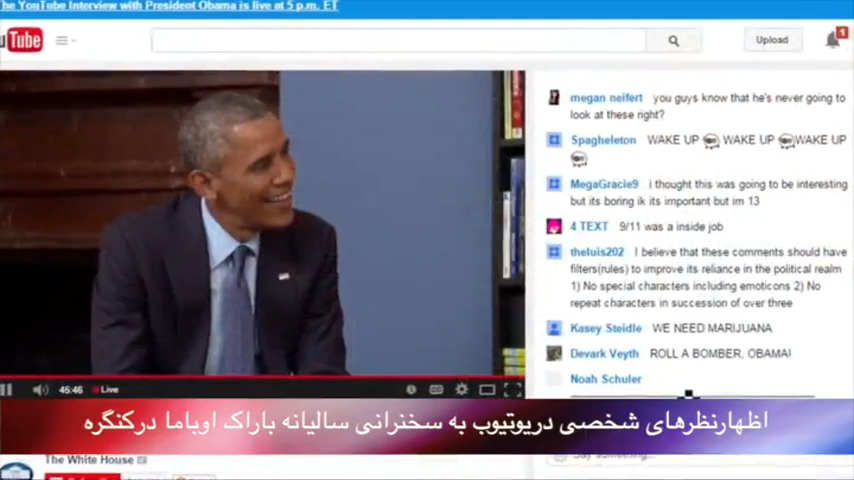 he YouTube Interview with President Obama is live at 5 p.m. ET
Tube
Upload
1
megan neifert you guys know that he's never going to
look at these right?
Spagheleton WAKE UP WAKE UP WAKE UP
MegaGracie9 I thought this was going to be interesting
but its boring ik its important but im 13
4 TEXT 9/11 was a inside job
theluis202 I believe that these comments should have
filters(rules) to improve its reliance in the political realm
1) No special characters including emoticons 2) No
repeat characters in succession of over three
Kasey Steidle WE NEED MARIJUANA
Devark Veyth ROLL A BOMBER, OBAMA!
Noah Schuler
45:46 Live
اظهارنظرهای شخصی دریوتیوب به سخنرانی سالیانه باراک اوباما درکنگره
The White House
Say something...